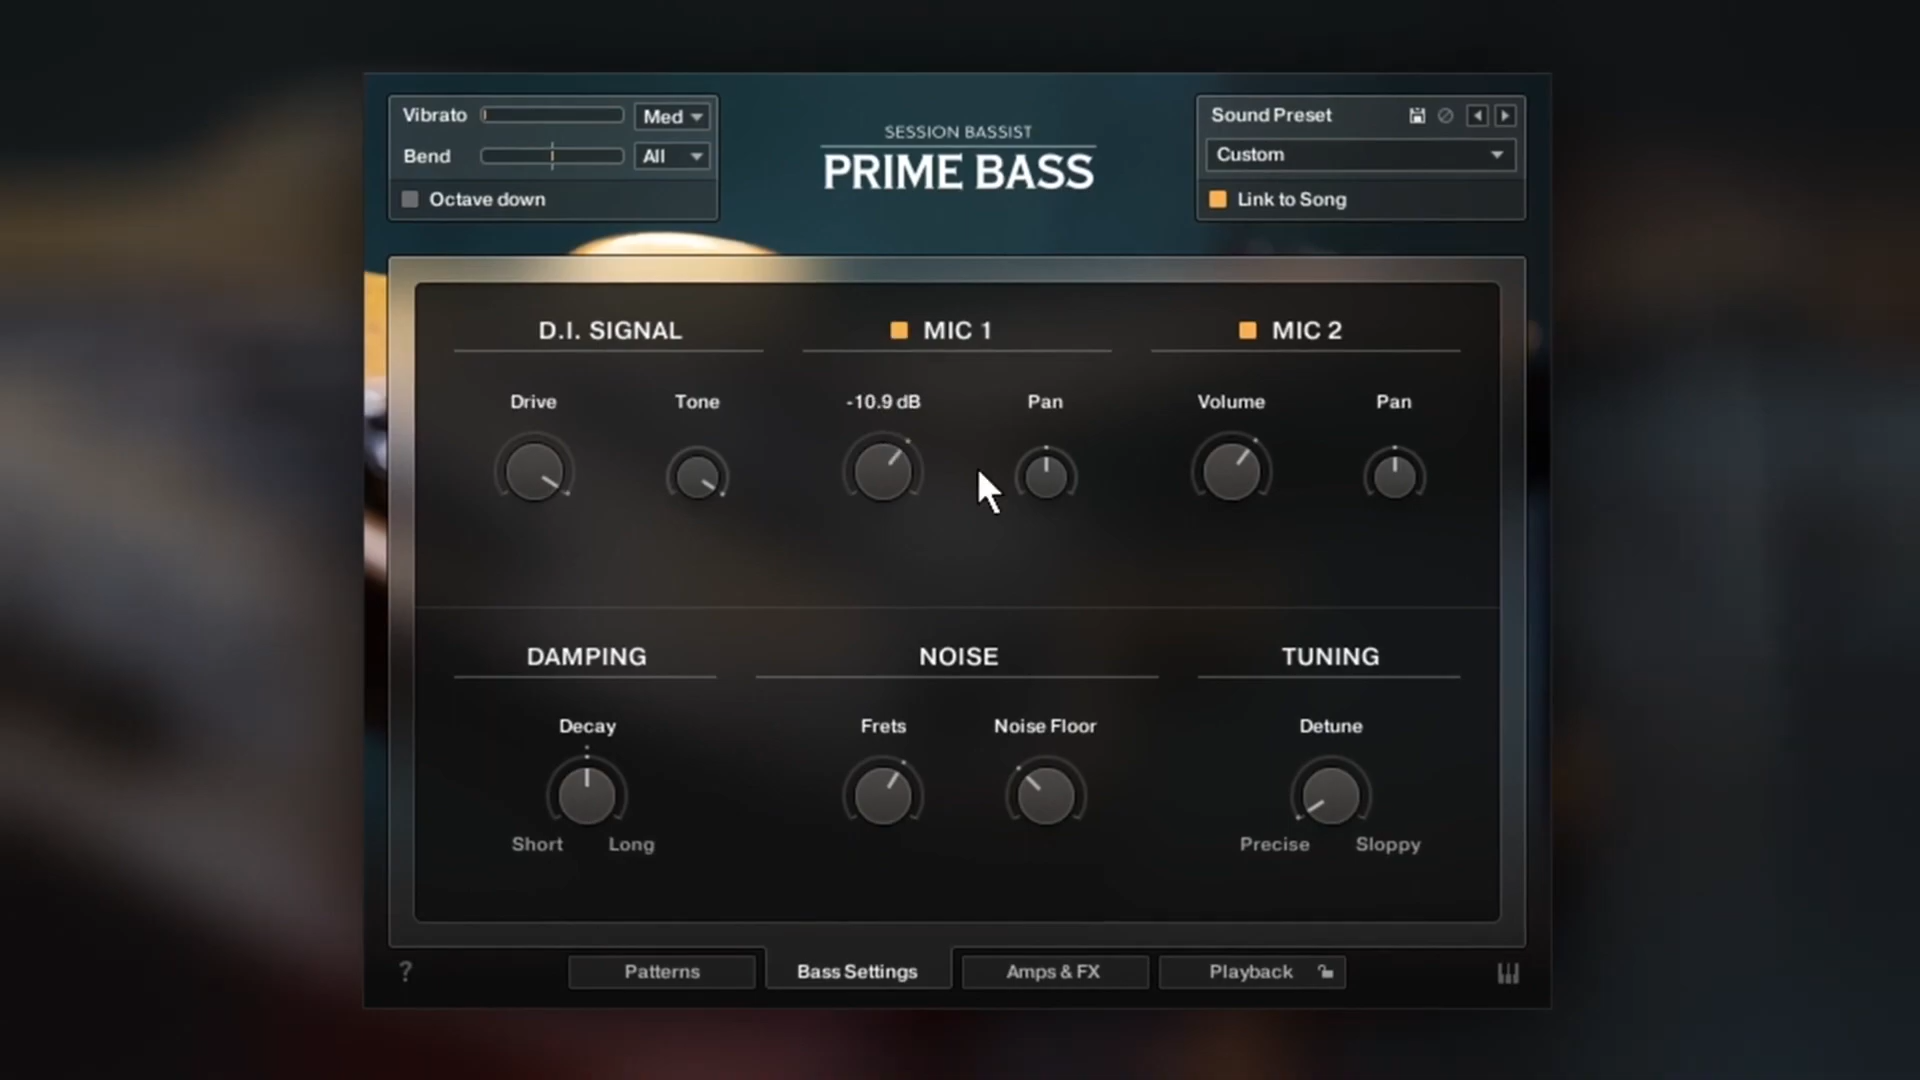 Vibrato Med
Bend All
Octave down
SESSION BASSIST
PRIME BASS
Sound Preset
Custom
Link to Song
D.I. SIGNAL MIC 1 MIC 2
Drive Tone -10.9 dB Pan Volume Pan
DAMPING NOISE TUNING
Decay Frets Noise Floor Detune
Short Long Precise Sloppy
? Patterns Bass Settings Amps & FX Playback